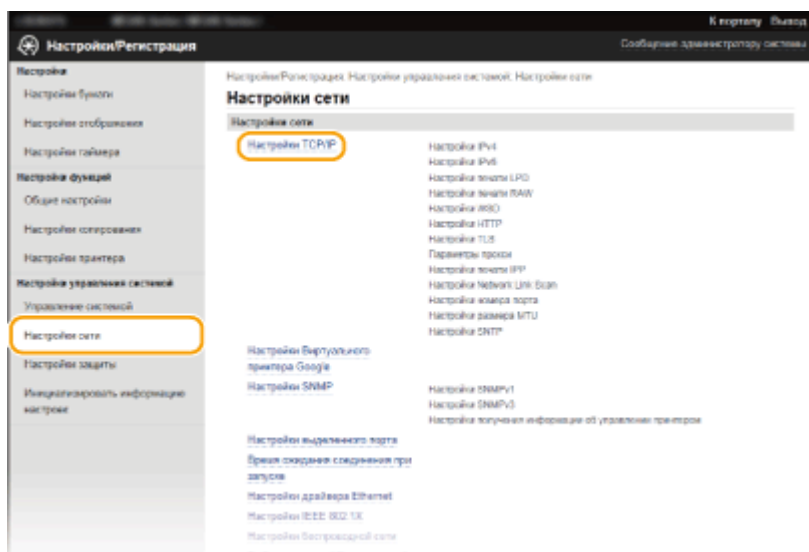 К порталу Выход
Настройки/Регистрация
Сообщение администратору системы
Настройки
Настройки бумаги
Настройки отображения
Настройки таймера
Настройки функций
Общие настройки
Настройки копирования
Настройки принтера
Настройки управления системой
Управление системой
Настройки сети
Настройки защиты
Инициализировать информацию
настроек
Настройки/Регистрация: Настройки управления системой: Настройки сети
Настройки сети
Настройки сети
Настройки TCP/IP
Настройки IPv4
Настройки IPv6
Настройки печати LPD
Настройки печати RAW
Настройки WSD
Настройки HTTP
Настройки TLS
Параметры прокси
Настройки печати IPP
Настройки Network Link Scan
Настройки номера порта
Настройки размера MTU
Настройки SNTP
Настройки Виртуального
принтера Google
Настройки SNMP
Настройки SNMPv1
Настройки SNMPv3
Настройка получения информации об управлении принтером
Настройки выделенного порта
Время ожидания соединения при
запуске
Настройки драйвера Ethernet
Настройки IEEE 802.1X
Настройки беспроводной сети